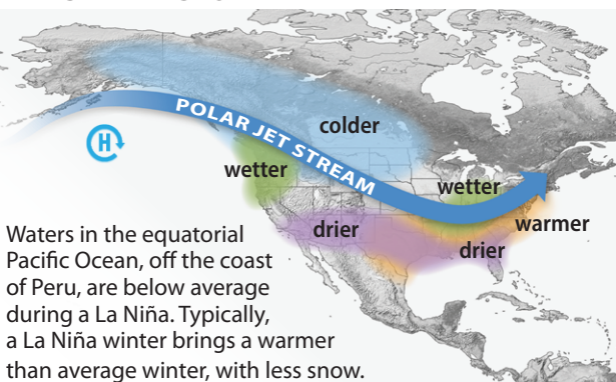 H
POLAR JET STREAM
colder
wetter
wetter
drier
warmer
drier
Waters in the equatorial
Pacific Ocean, off the coast
of Peru, are below average
during a La Niña. Typically,
a La Niña winter brings a warmer
than average winter, with less snow.